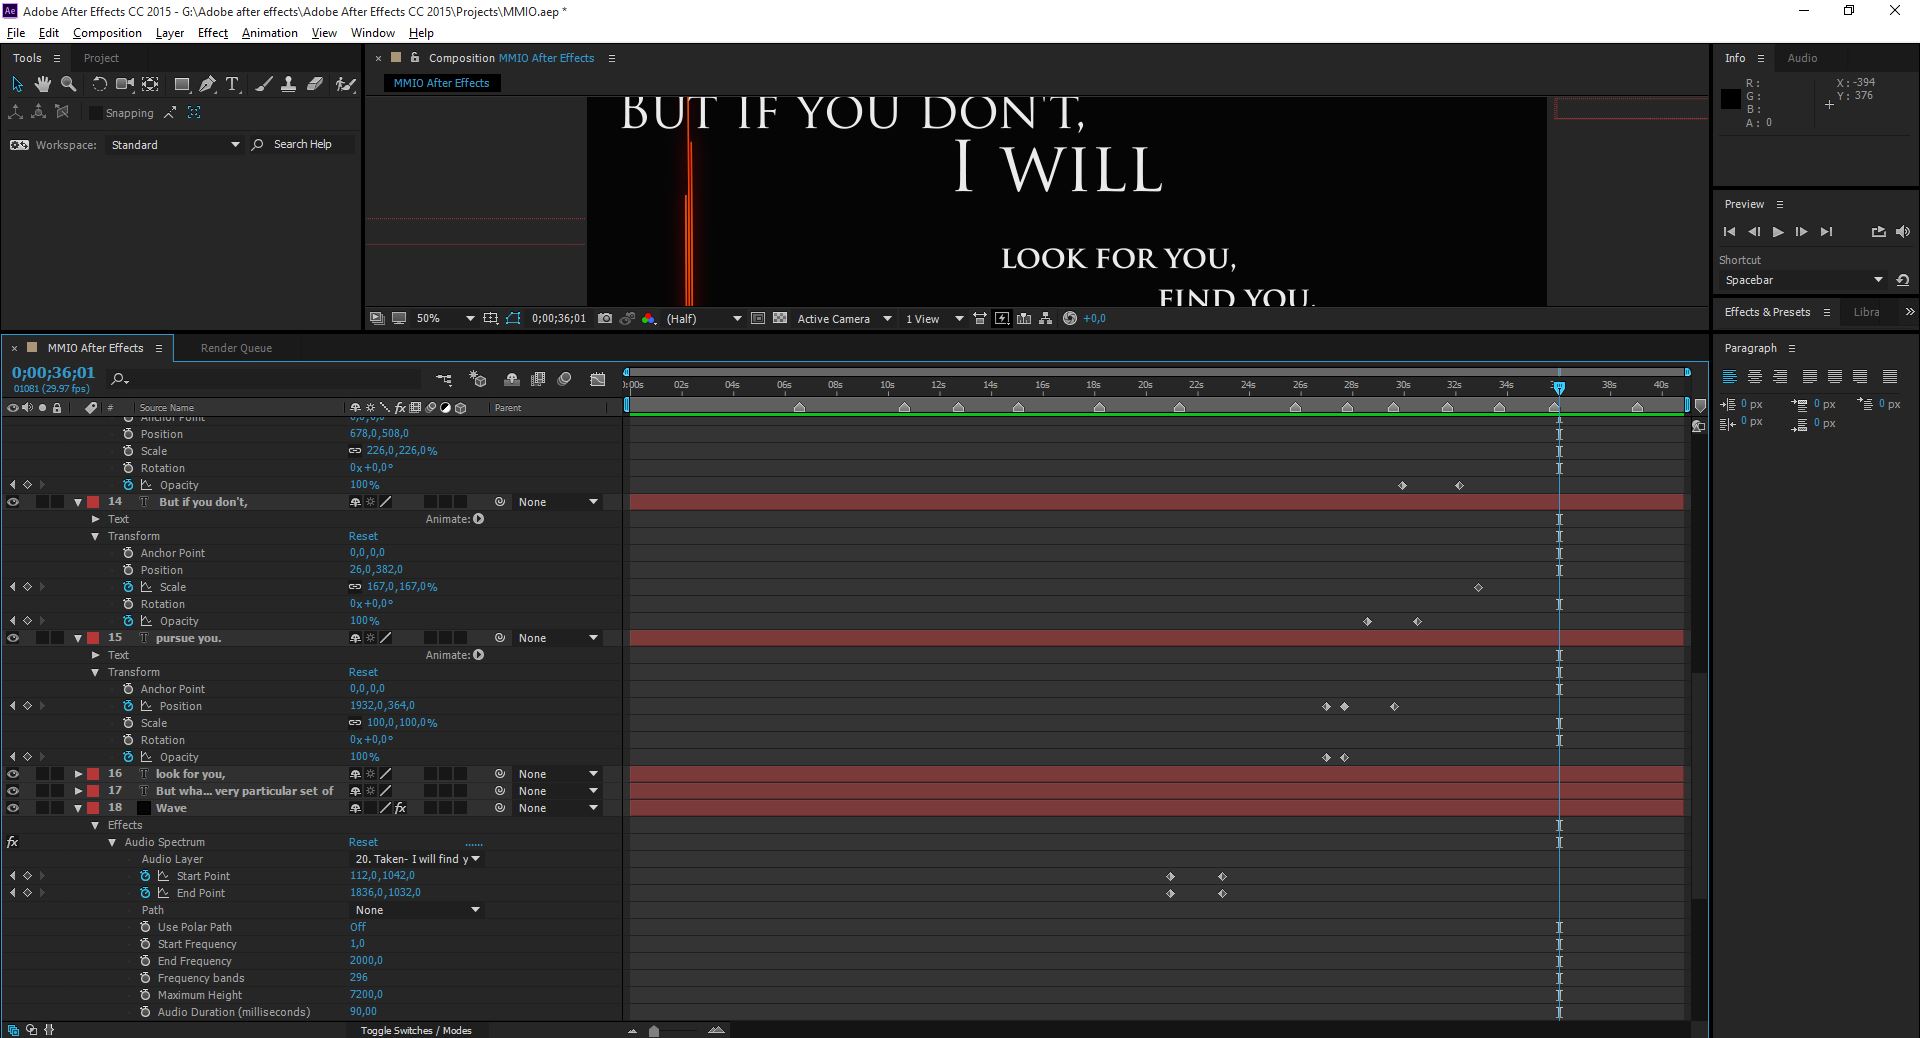 Ae Adobe After Effects CC 2015 - G:\Adobe after effects\Adobe After Effects CC 2015\Projects\MMIO.aep *
File Edit Composition Layer Effect Animation View Window Help
Tools Project
Snapping
Workspace: Standard Search Help
Composition MMIO After Effects
MMIO After Effects
BUT IF YOU DON'T,
I WILL
LOOK FOR YOU,
FIND YOU,
50% 0;00;36;01 (Half) Active Camera 1 View +0,0
Info Audio
R: X: -394
G: Y: 376
B:
A: 0
Preview
Shortcut
Spacebar
Effects & Presets Libra
Paragraph
0 px 0 px 0 px
0 px 0 px
MMIO After Effects Render Queue
0;00;36;01
01081 (29.97 fps)
# Source Name Parent
:00s 02s 04s 06s 08s 10s 12s 14s 16s 18s 20s 22s 24s 26s 28s 30s 32s 34s 38s 40s
Anchor Point 0,0,0,0
Position 678,0,508,0
Scale 226,0,226,0%
Rotation 0x+0,0°
Opacity 100%
14 T But if you don't, None
Text Animate:
Transform Reset
Anchor Point 0,0,0,0
Position 26,0,382,0
Scale 167,0,167,0%
Rotation 0x+0,0°
Opacity 100%
15 T pursue you. None
Text Animate:
Transform Reset
Anchor Point 0,0,0,0
Position 1932,0,364,0
Scale 100,0,100,0%
Rotation 0x+0,0°
Opacity 100%
16 T look for you, None
17 T But wha... very particular set of None
18 Wave fx None
Effects
fx Audio Spectrum Reset ......
Audio Layer 20. Taken- I will find y
Start Point 112,0,1042,0
End Point 1836,0,1032,0
Path None
Use Polar Path Off
Start Frequency 1,0
End Frequency 2000,0
Frequency bands 296
Maximum Height 7200,0
Audio Duration (milliseconds) 90,00
Toggle Switches / Modes